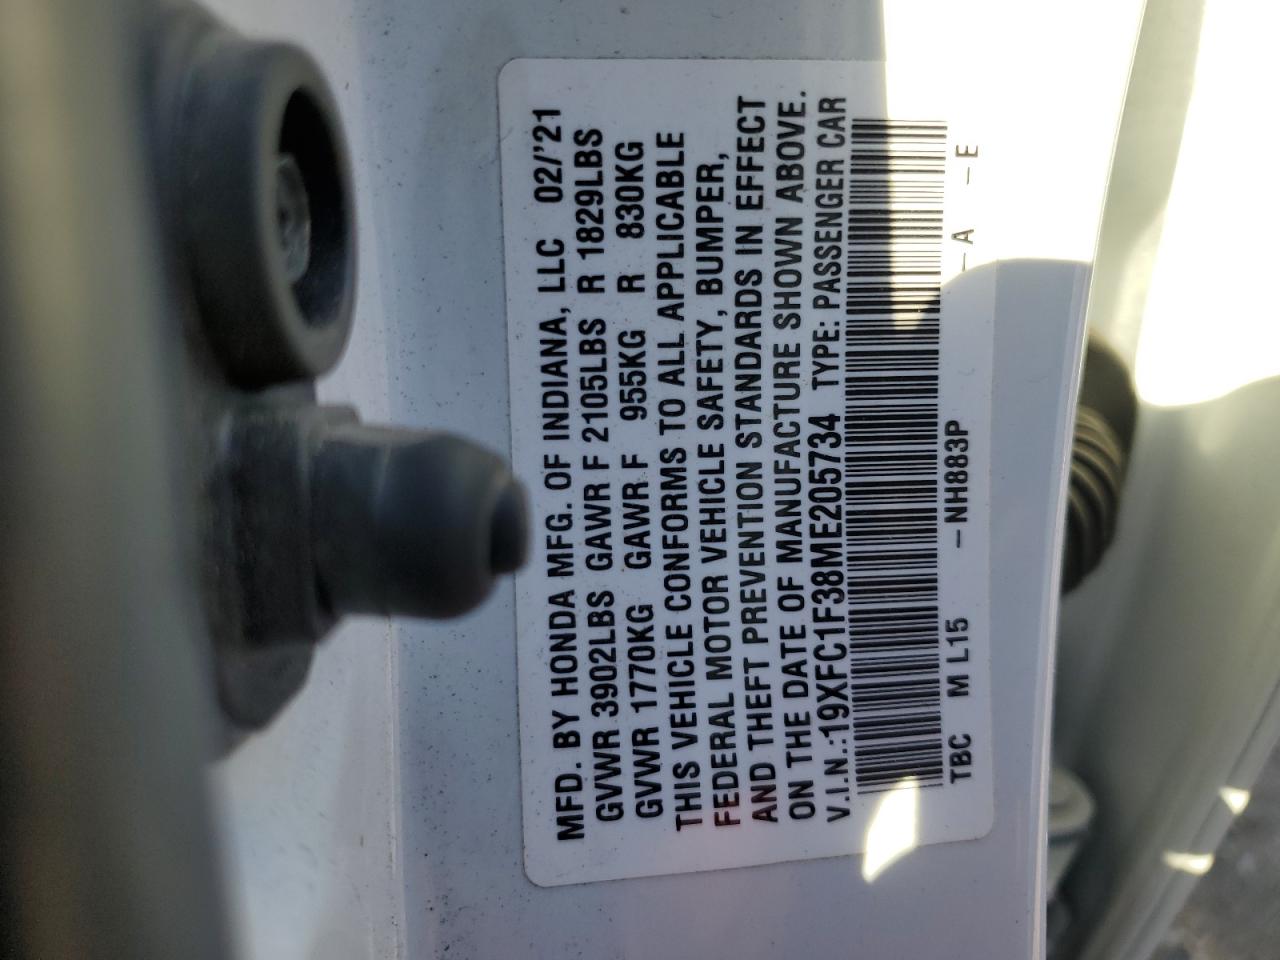 MFD. BY HONDA MFG. OF INDIANA, LLC 02/'21
GVWR 3902LBS GAWR F 2105LBS R 1829LBS
GVWR 1770KG GAWR F 955KG R 830KG
THIS VEHICLE CONFORMS TO ALL APPLICABLE
FEDERAL MOTOR VEHICLE SAFETY, BUMPER,
AND THEFT PREVENTION STANDARDS IN EFFECT
ON THE DATE OF MANUFACTURE SHOWN ABOVE.
V.I.N.:19XFC1F38ME205734 TYPE: PASSENGER CAR
TBC M L15 -NH883P -A -E